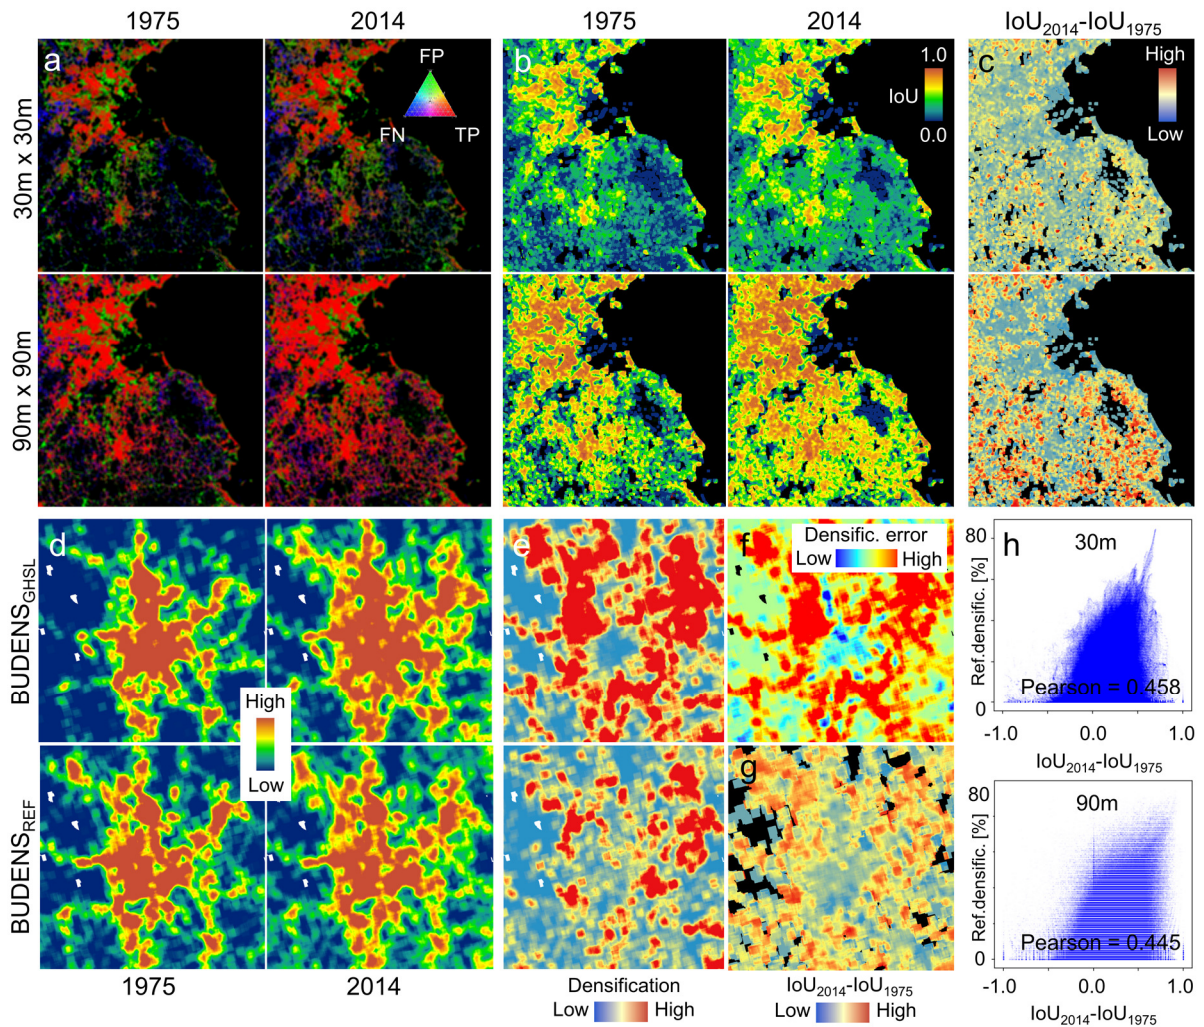 1975 2014 1975 2014 IoU2014-IoU1975
30m x 30m
a
FP
FN TP
b
1.0
IoU
0.0
c
High
Low
90m x 90m
BUDENSGHSL
d
High
Low
e
f
Densific. error
Low High
h
80
30m
Ref.densific. [%]
Pearson = 0.458
0
-1.0 0.0 1.0
IoU2014-IoU1975
BUDENSREF
g
80
90m
Ref.densific. [%]
Pearson = 0.445
0
-1.0 0.0 1.0
IoU2014-IoU1975
1975 2014
Densification
Low High
IoU2014-IoU1975
Low High